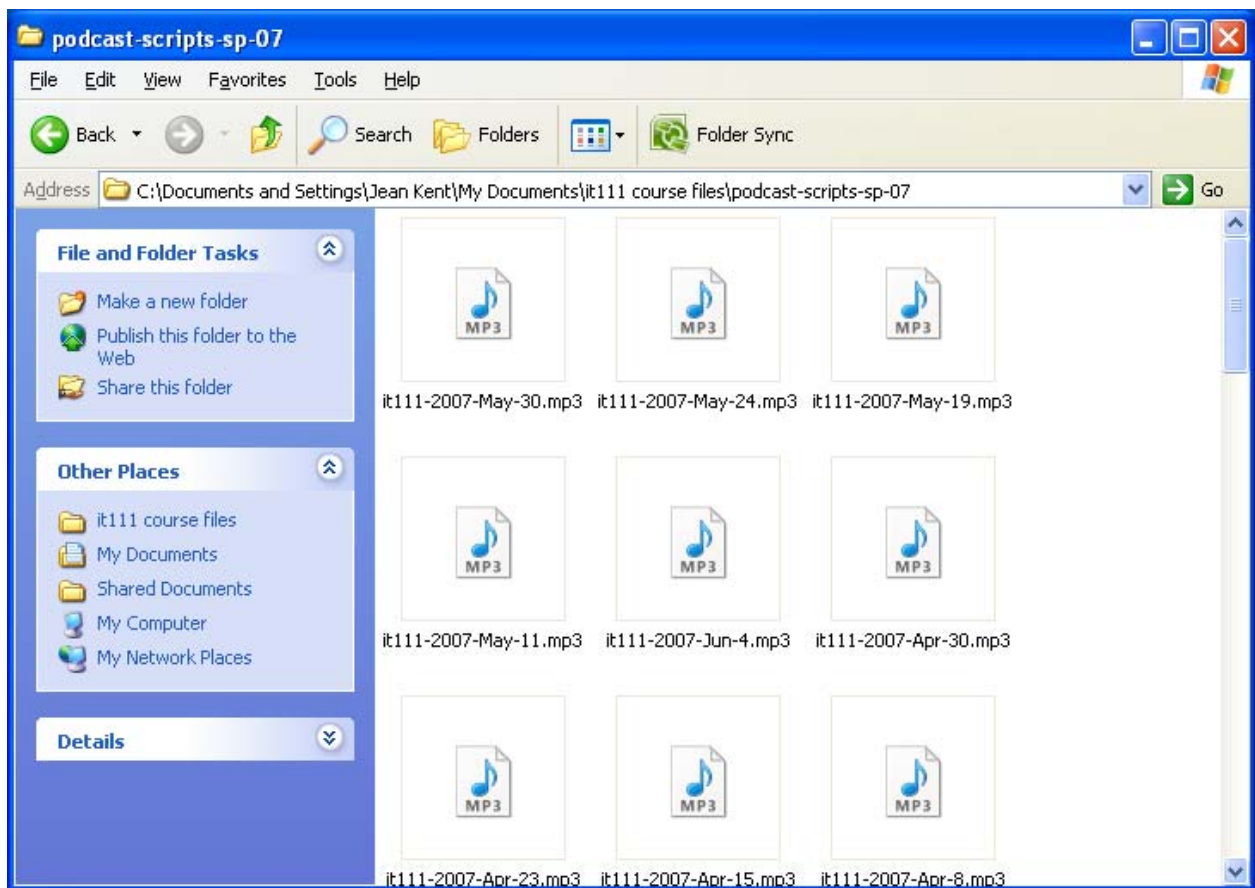 podcast-scripts-sp-07
File Edit View Favorites Tools Help
Back Search Folders Folder Sync
Address C:\Documents and Settings\Jean Kent\My Documents\it111 course files\podcast-scripts-sp-07 Go
File and Folder Tasks
Make a new folder
Publish this folder to the
Web
Share this folder
Other Places
it111 course files
My Documents
Shared Documents
My Computer
My Network Places
Details
MP3 MP3 MP3
it111-2007-May-30.mp3 it111-2007-May-24.mp3 it111-2007-May-19.mp3
MP3 MP3 MP3
it111-2007-May-11.mp3 it111-2007-Jun-4.mp3 it111-2007-Apr-30.mp3
MP3 MP3 MP3
it111-2007-Apr-23.mp3 it111-2007-Apr-15.mp3 it111-2007-Apr-8.mp3